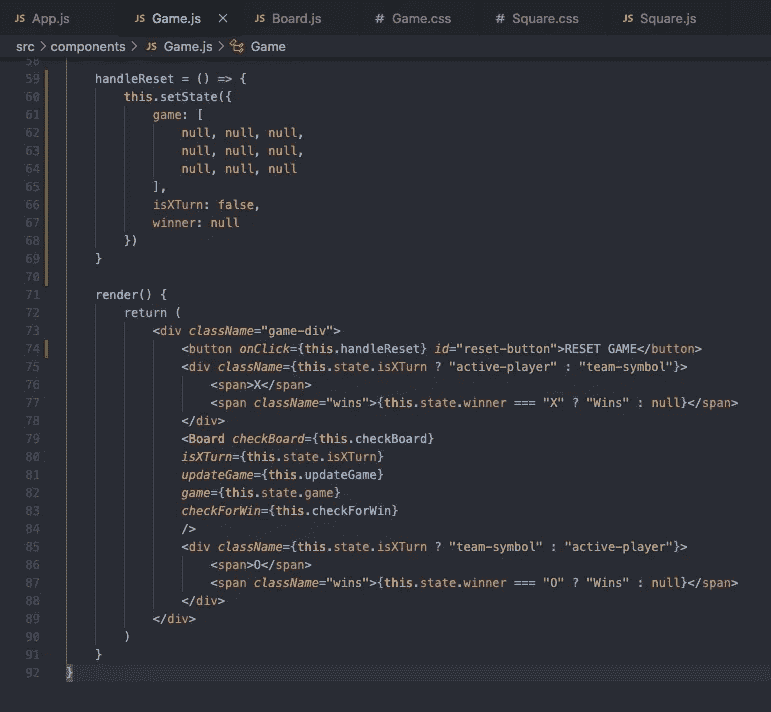 JS App.js JS Game.js × JS Board.js # Game.css # Square.css JS Square.js
src > components > JS Game.js > Game
58
59 handleReset = () => {
60 this.setState({
61 game: [
62 null, null, null,
63 null, null, null,
64 null, null, null
65 ],
66 isXTurn: false,
67 winner: null
68 })
69 }
70
71 render() {
72 return (
73 <div className="game-div">
74 <button onClick={this.handleReset} id="reset-button">RESET GAME</button>
75 <div className={this.state.isXTurn ? "active-player" : "team-symbol"}>
76 <span>X</span>
77 <span className="wins">{this.state.winner === "X" ? "Wins" : null}</span>
78 </div>
79 <Board checkBoard={this.checkBoard}
80 isXTurn={this.state.isXTurn}
81 updateGame={this.updateGame}
82 game={this.state.game}
83 checkForWin={this.checkForWin}
84 />
85 <div className={this.state.isXTurn ? "team-symbol" : "active-player"}>
86 <span>O</span>
87 <span className="wins">{this.state.winner === "O" ? "Wins" : null}</span>
88 </div>
89 </div>
90 )
91 }
92 }